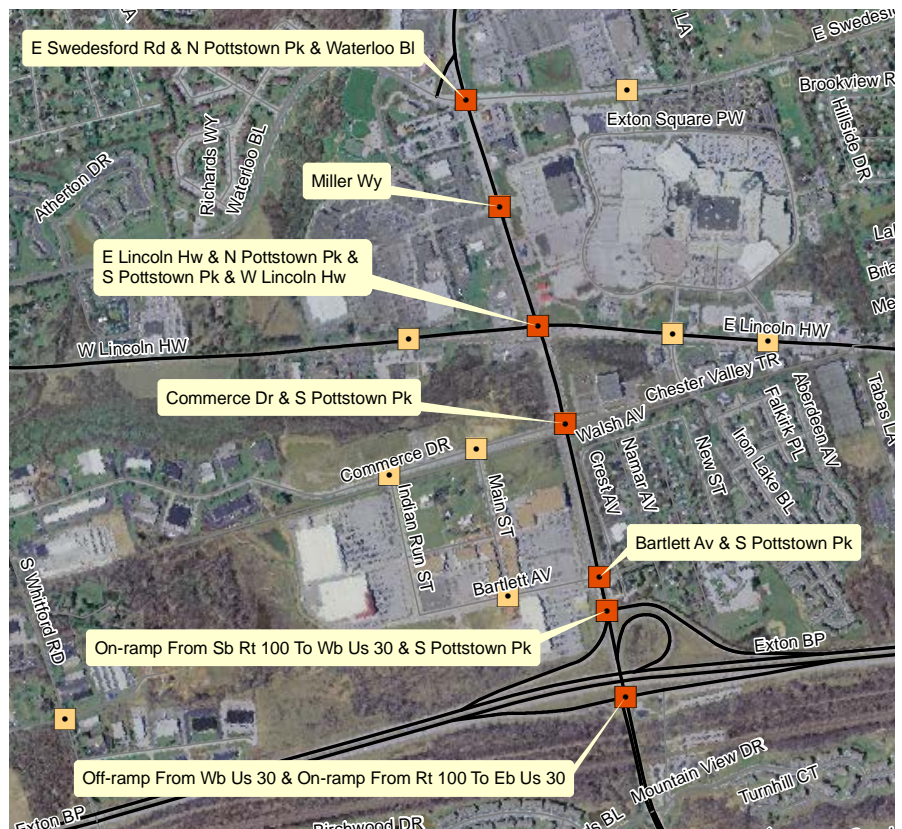 E Swedesford Rd & N Pottstown Pk & Waterloo Bl
LA
E Swedesf
Brookview R
Exton Square PW
Hillside DR
Atherton DR
Richards WY
Waterloo BL
Miller Wy
E Lincoln Hw & N Pottstown Pk &
S Pottstown Pk & W Lincoln Hw
E Lincoln HW
W Lincoln HW
Chester Valley TR
Commerce Dr & S Pottstown Pk
Walsh AV
Commerce DR
Crest AV
Namar AV
New ST
Iron Lake BL
Falkirk PL
Aberdeen AV
Tabas LA
Indian Run ST
Main ST
Bartlett Av & S Pottstown Pk
Bartlett AV
S Whitford RD
On-ramp From Sb Rt 100 To Wb Us 30 & S Pottstown Pk
Exton BP
Off-ramp From Wb Us 30 & On-ramp From Rt 100 To Eb Us 30
Mountain View DR
Turnhill CT
Exton BP
Birchwood DR
ds BL